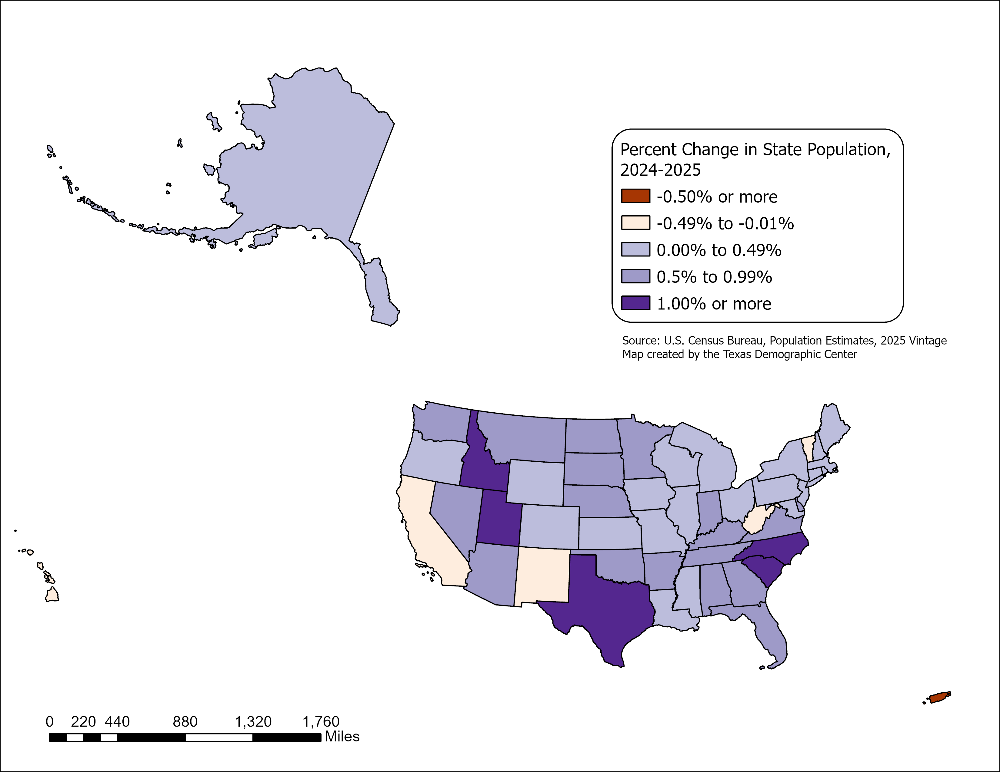 Percent Change in State Population,
2024-2025
-0.50% or more
-0.49% to -0.01%
0.00% to 0.49%
0.5% to 0.99%
1.00% or more
Source: U.S. Census Bureau, Population Estimates, 2025 Vintage
Map created by the Texas Demographic Center
0 220 440 880 1,320 1,760
Miles